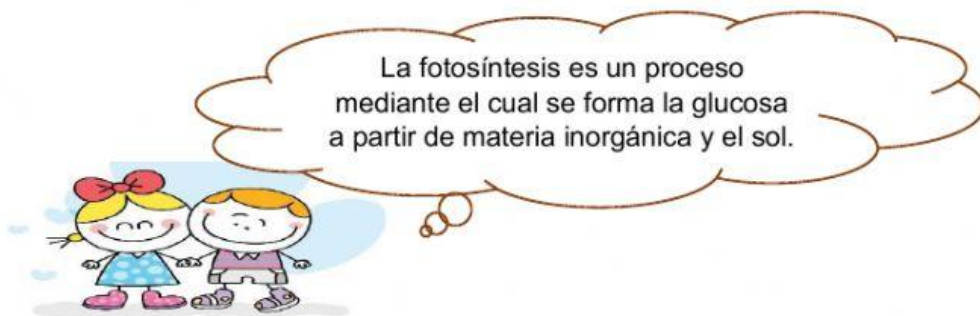 La fotosíntesis es un proceso
mediante el cual se forma la glucosa
a partir de materia inorgánica y el sol.